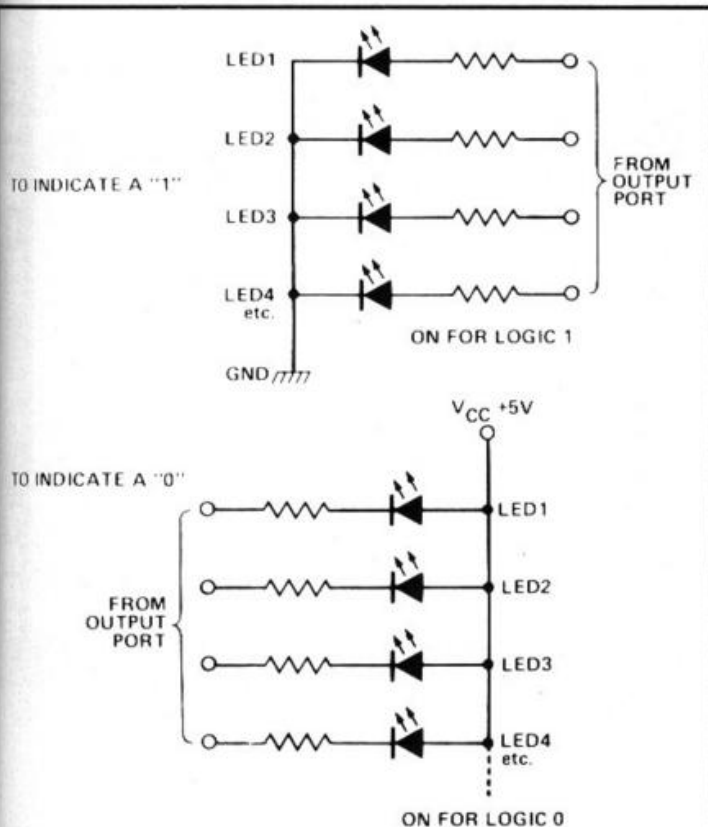 LED1
LED2
TO INDICATE A "1"
FROM
OUTPUT
PORT
LED3
LED4
etc.
ON FOR LOGIC 1
GND
VCC +5V
TO INDICATE A "0"
LED1
LED2
FROM
OUTPUT
PORT
LED3
LED4
etc.
ON FOR LOGIC 0